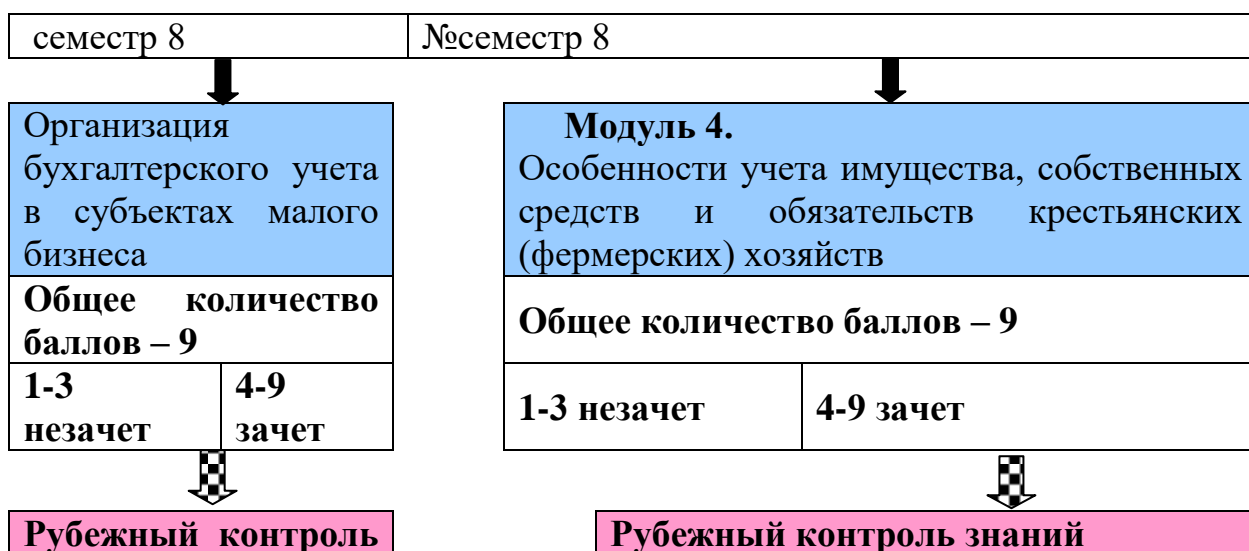 семестр 8
№семестр 8
Организация
бухгалтерского учета
в субъектах малого
бизнеса
Общее количество
баллов – 9
1-3
незачет
4-9
зачет
Рубежный контроль
Модуль 4.
Особенности учета имущества, собственных
средств и обязательств крестьянских
(фермерских) хозяйств
Общее количество баллов – 9
1-3 незачет
4-9 зачет
Рубежный контроль знаний